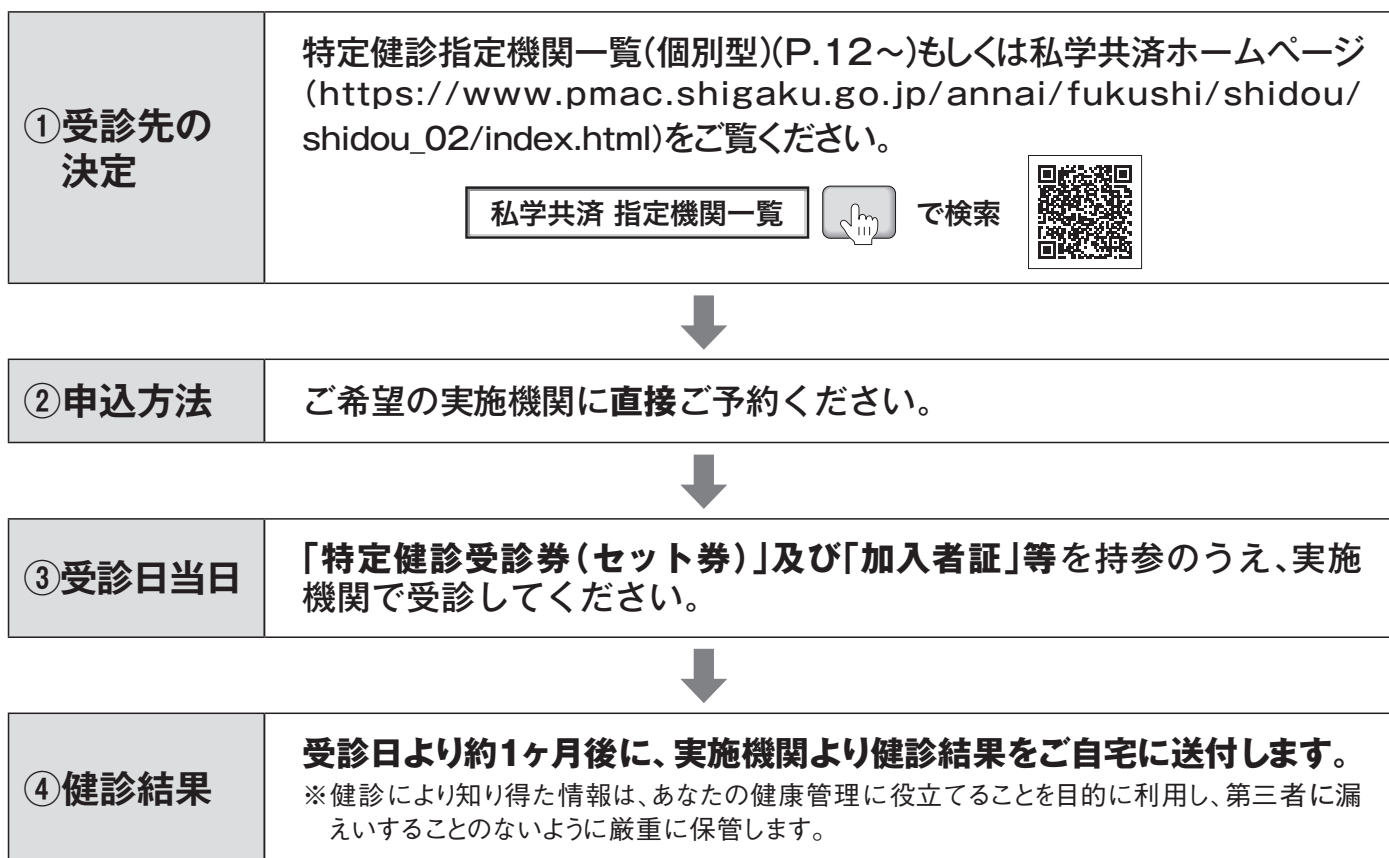 ①受診先の
決定
特定健診指定機関一覧(個別型)(P.12～)もしくは私学共済ホームページ
(https://www.pmac.shigaku.go.jp/annai/fukushi/shidou/
shidou_02/index.html)をご覧ください。
私学共済 指定機関一覧 で検索
②申込方法
ご希望の実施機関に直接ご予約ください。
③受診日当日
「特定健診受診券(セット券)」及び「加入者証」等を持参のうえ、実施
機関で受診してください。
④健診結果
受診日より約1ヶ月後に、実施機関より健診結果をご自宅に送付します。
※健診により知り得た情報は、あなたの健康管理に役立てることを目的に利用し、第三者に漏
えいすることのないように厳重に保管します。